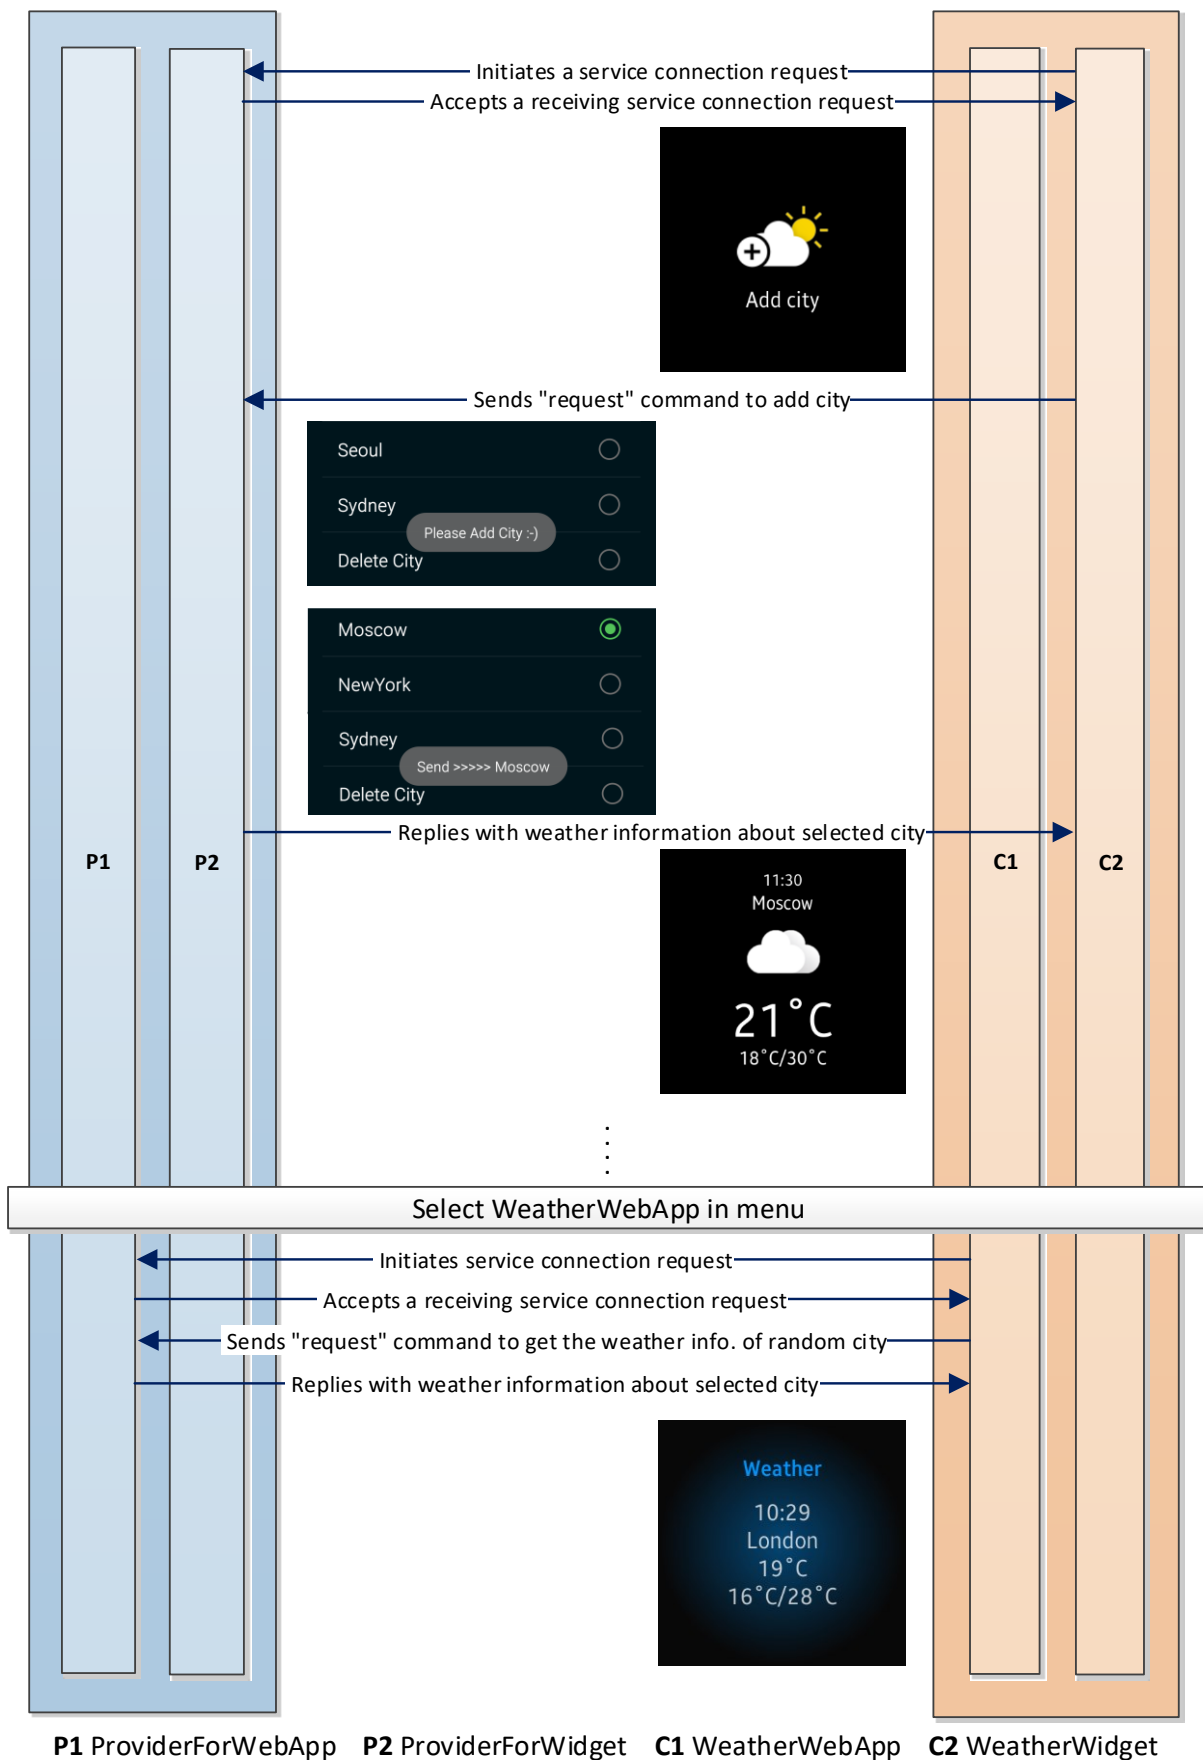 Initiates a service connection request
Accepts a receiving service connection request
Add city
Sends "request" command to add city
Seoul
Sydney
Please Add City :-)
Delete City
Moscow
NewYork
Sydney
Send >>>>> Moscow
Delete City
Replies with weather information about selected city
P1 P2 C1 C2
11:30
Moscow
21°C
18°C/30°C
Select WeatherWebApp in menu
Initiates service connection request
Accepts a receiving service connection request
Sends "request" command to get the weather info. of random city
Replies with weather information about selected city
Weather
10:29
London
19°C
16°C/28°C
P1 ProviderForWebApp P2 ProviderForWidget C1 WeatherWebApp C2 WeatherWidget